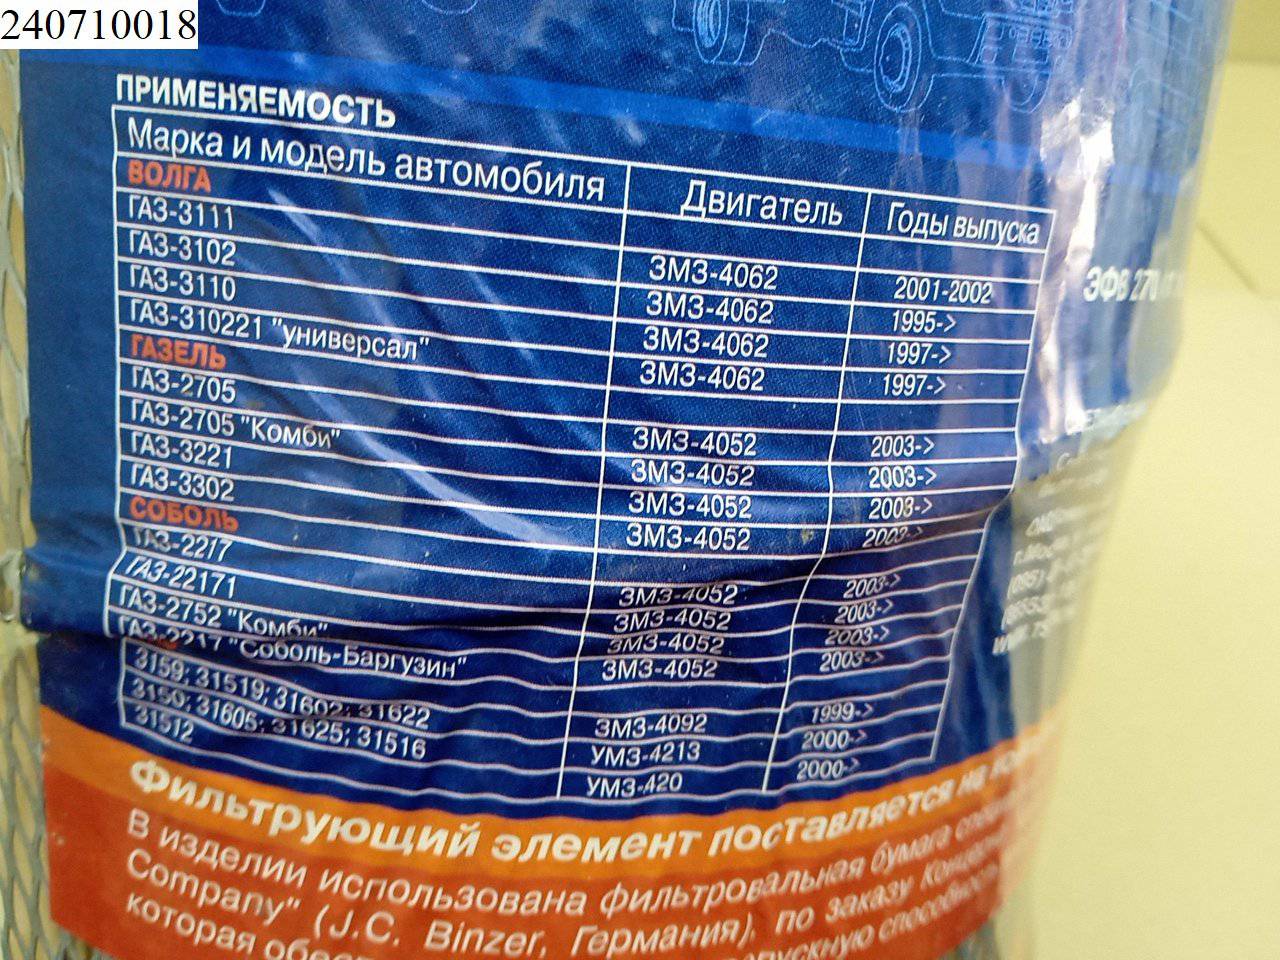 240710018
ПРИМЕНЯЕМОСТЬ
Марка и модель автомобиля Двигатель Годы выпуска
ВОЛГА
ГАЗ-3111 ЗМЗ-4062 2001-2002
ГАЗ-3102 ЗМЗ-4062 1995->
ГАЗ-3110 ЗМЗ-4062 1997->
ГАЗ-310221 "универсал" ЗМЗ-4062 1997->
ГАЗЕЛЬ
ГАЗ-2705 ЗМЗ-4052 2003->
ГАЗ-2705 "Комби" ЗМЗ-4052 2003->
ГАЗ-3221 ЗМЗ-4052 2003->
ГАЗ-3302 ЗМЗ-4052 2003->
СОБОЛЬ
ГАЗ-2217 ЗМЗ-4052 2003->
ГАЗ-22171 ЗМЗ-4052 2003->
ГАЗ-2752 "Комби" ЗМЗ-4052 2003->
ГАЗ-2217 "Соболь-Баргузин" ЗМЗ-4052 2003->
3159; 31519; 31602; 31622 ЗМЗ-4092 1999->
3159; 31605; 31625; 31516 УМЗ-4213 2000->
31512 УМЗ-420 2000->
ЭФВ 270
Фильтрующий элемент поставляется на
В изделии использована фильтровальная бумага
Company" (J.C. Binzer, Германия), по заказу
которая